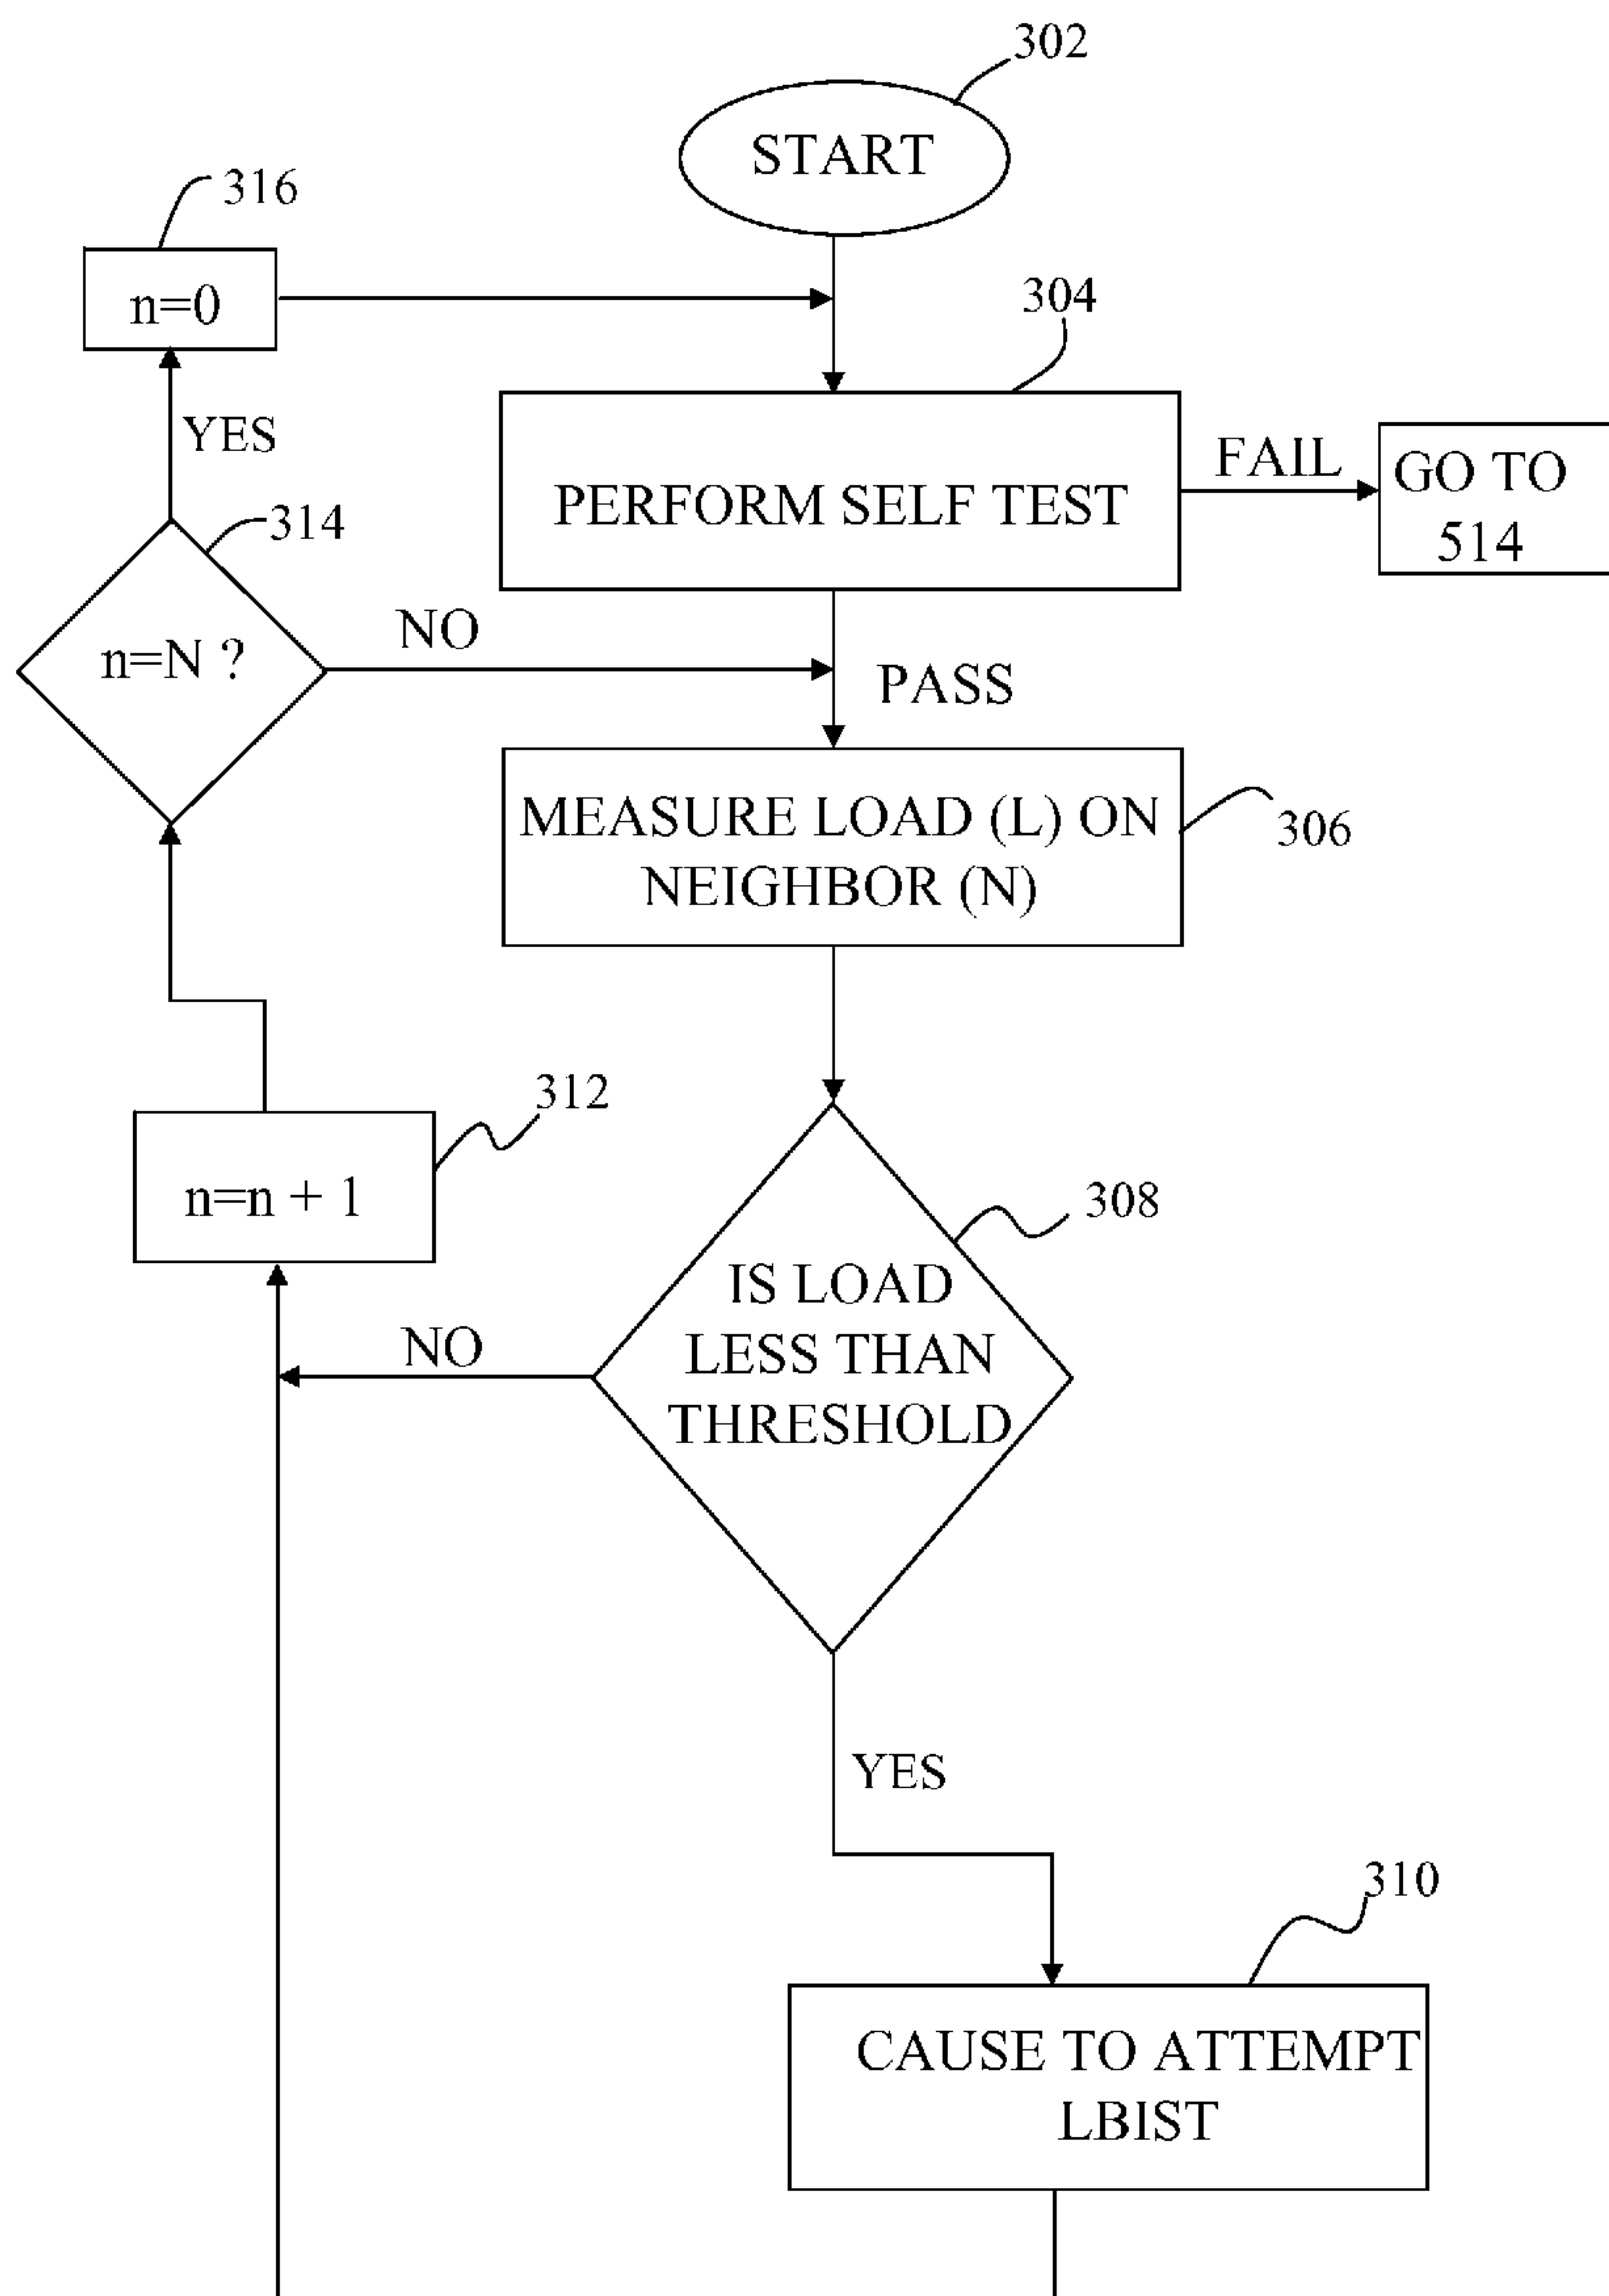 302
START
316
n=0
304
YES
FAIL
GO TO
514
PERFORM SELF TEST
314
n=N ?
NO
PASS
MEASURE LOAD (L) ON
NEIGHBOR (N)
306
312
n=n + 1
308
IS LOAD
LESS THAN
THRESHOLD
NO
YES
310
CAUSE TO ATTEMPT
LBIST